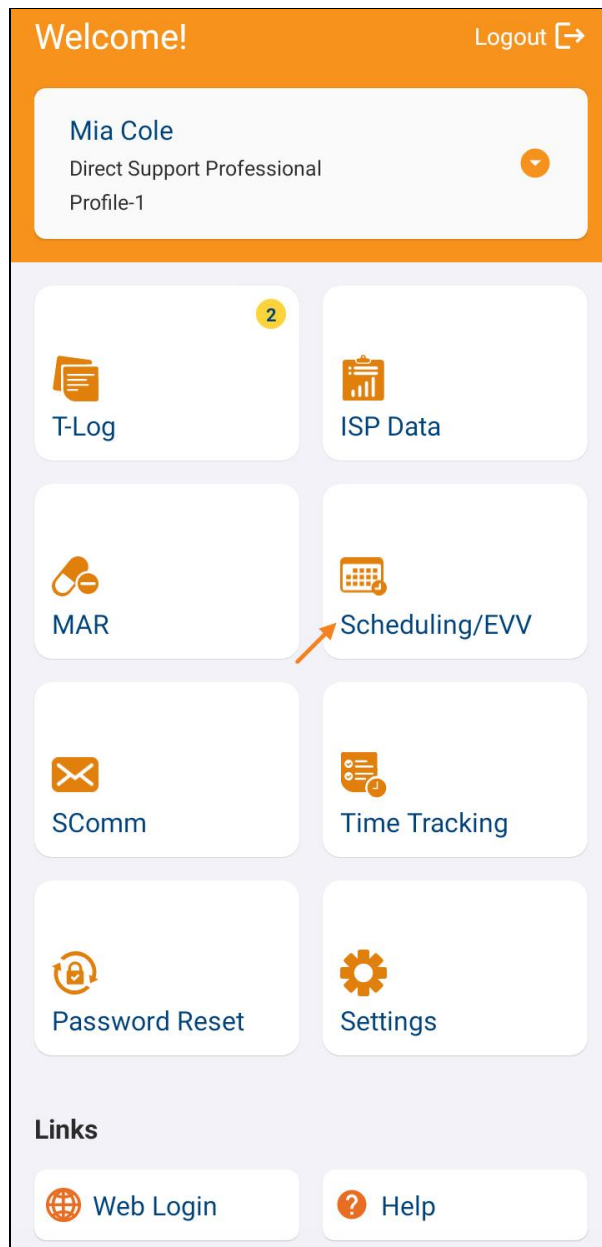 Welcome!
Logout
Mia Cole
Direct Support Professional
Profile-1
2
T-Log
ISP Data
MAR
Scheduling/EVV
SComm
Time Tracking
Password Reset
Settings
Links
Web Login
Help